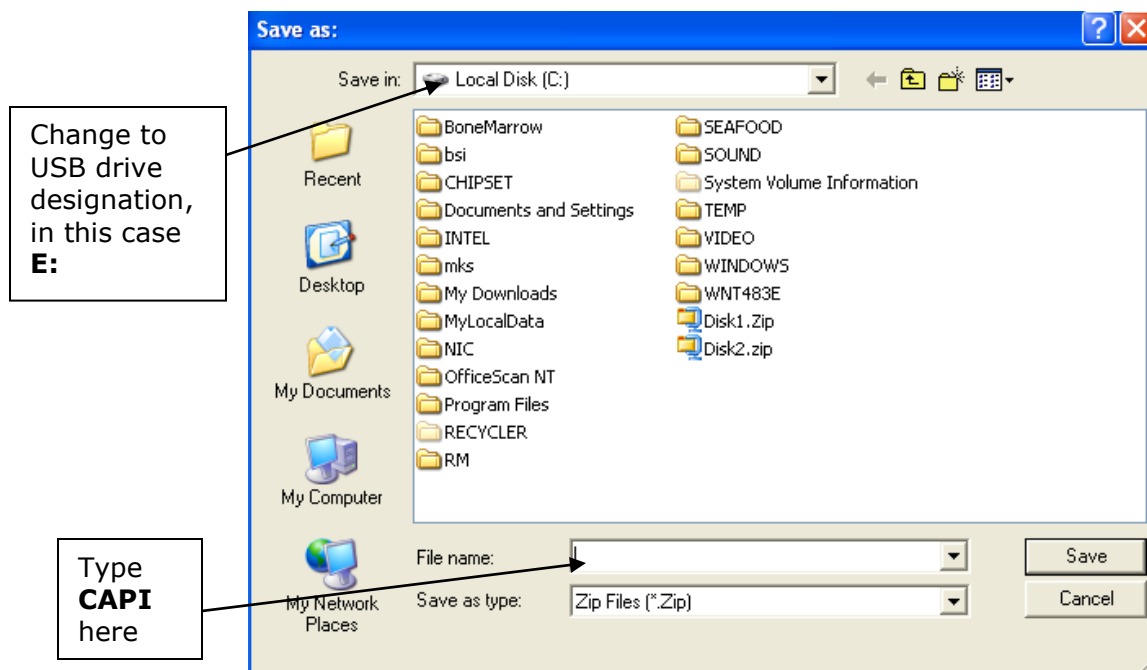 Save as:
Save in:
Local Disk (C:)
Change to
USB drive
designation,
in this case
E:
Recent
Desktop
My Documents
My Computer
My Network
Places
BoneMarrow
bsi
CHIPSET
Documents and Settings
INTEL
mks
My Downloads
MyLocalData
NIC
OfficeScan NT
Program Files
RECYCLER
RM
SEAFOOD
SOUND
System Volume Information
TEMP
VIDEO
WINDOWS
WNT483E
Disk1.Zip
Disk2.zip
Type
CAPI
here
File name:
Save
Save as type:
Zip Files (*.Zip)
Cancel